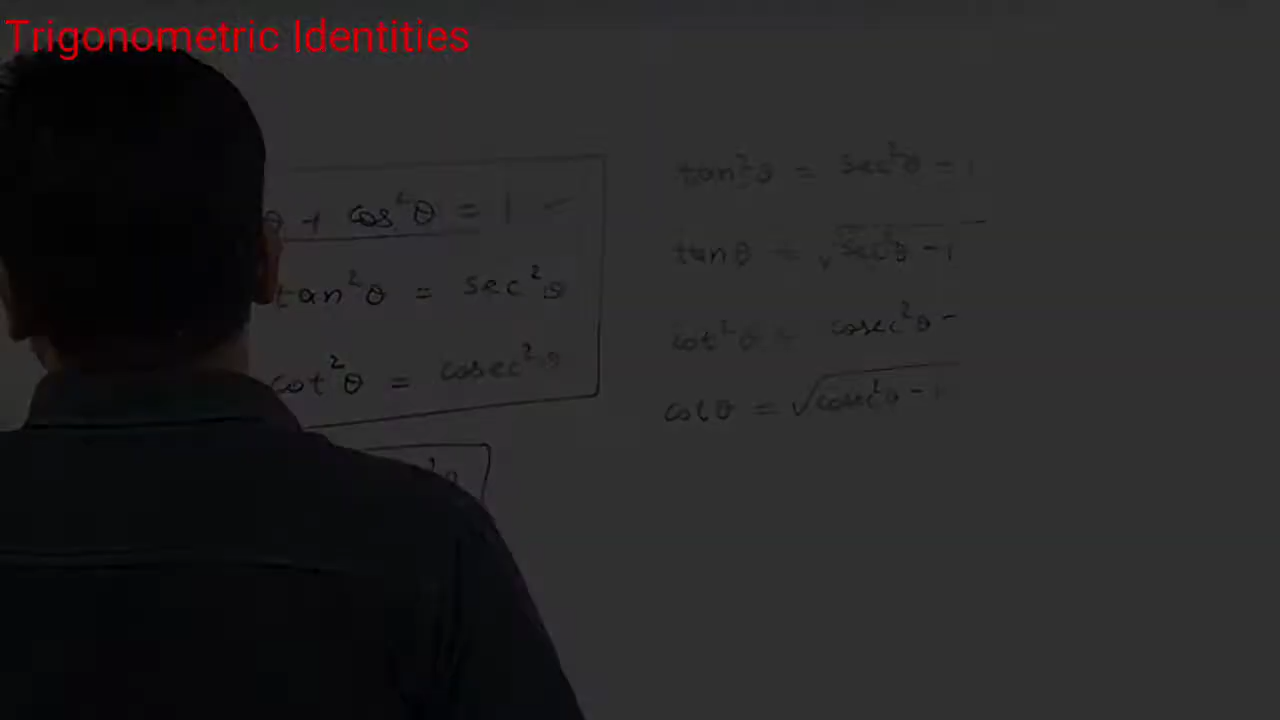 Trigonometric Identities
θ + cos²θ = 1
tan²θ = sec²θ
cot²θ = cosec²θ
tan²θ = sec²θ - 1
tanθ = √sec²θ - 1
cot²θ = cosec²θ -
cotθ = √cosec²θ - 1